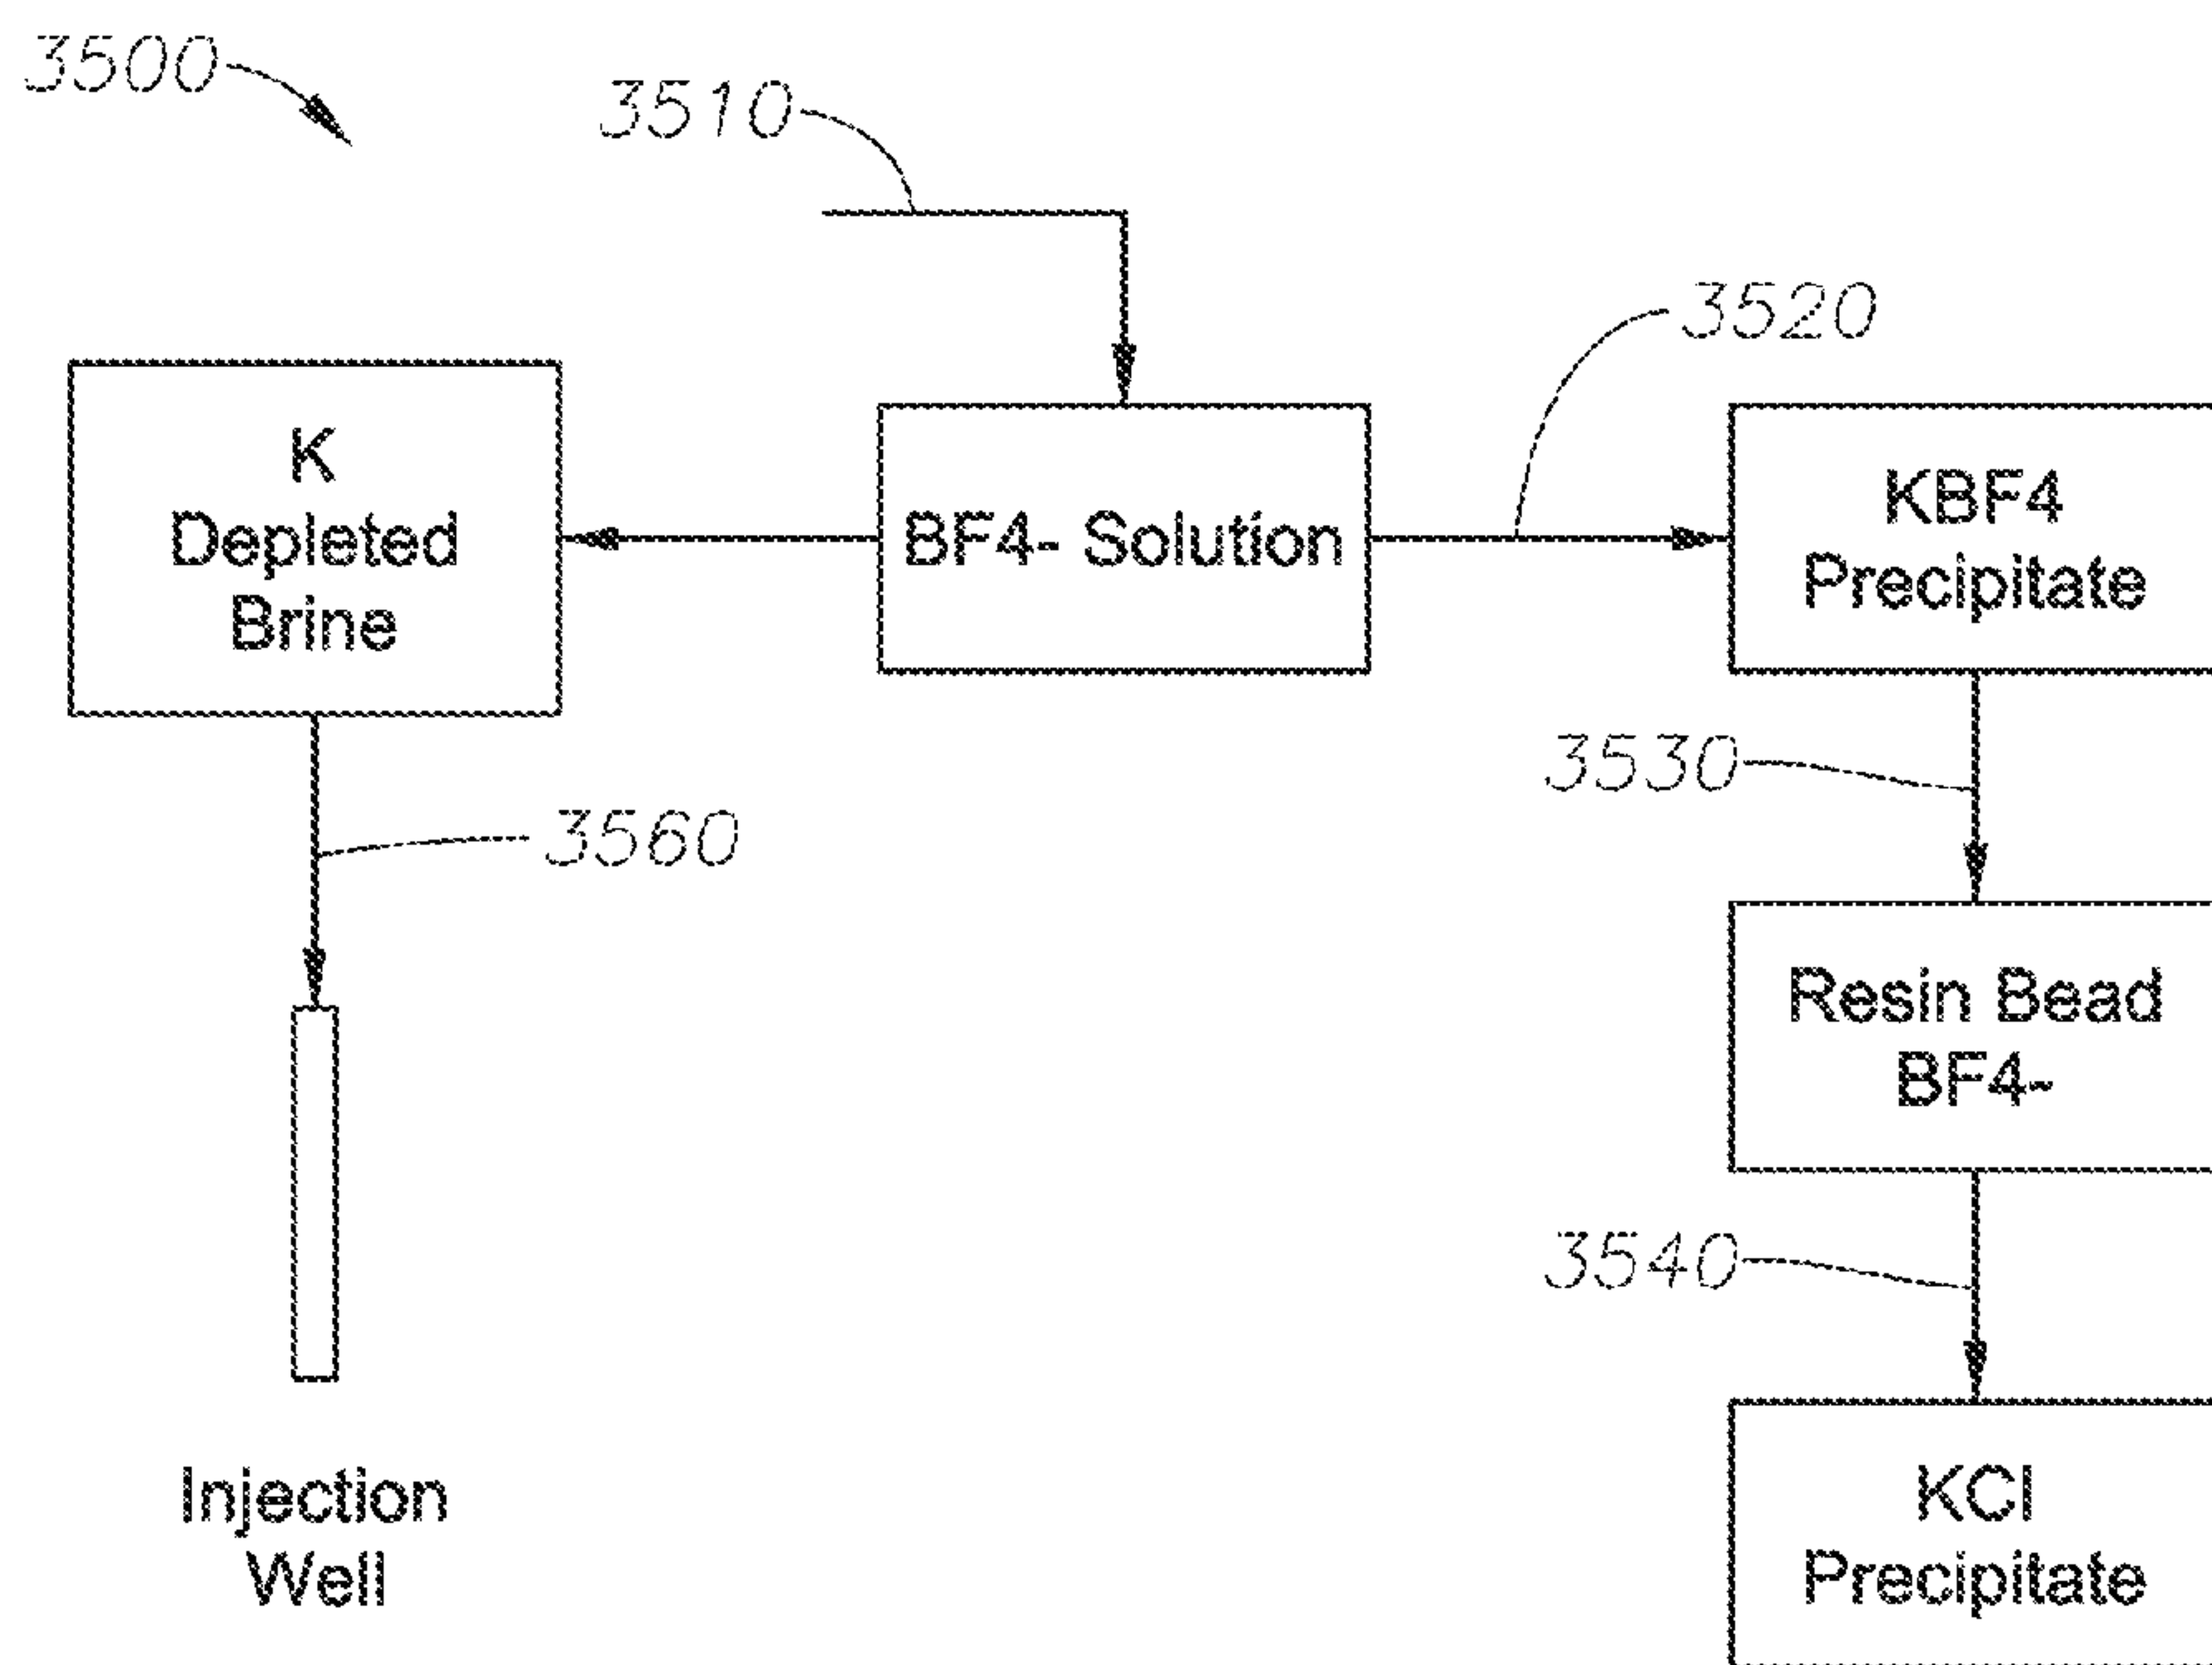 3500
3510
3520
K
Depleted
Brine
BF4- Solution
KBF4
Precipitate
3530
3560
Resin Bead
BF4-
3540
KCl
Precipitate
Injection
Well